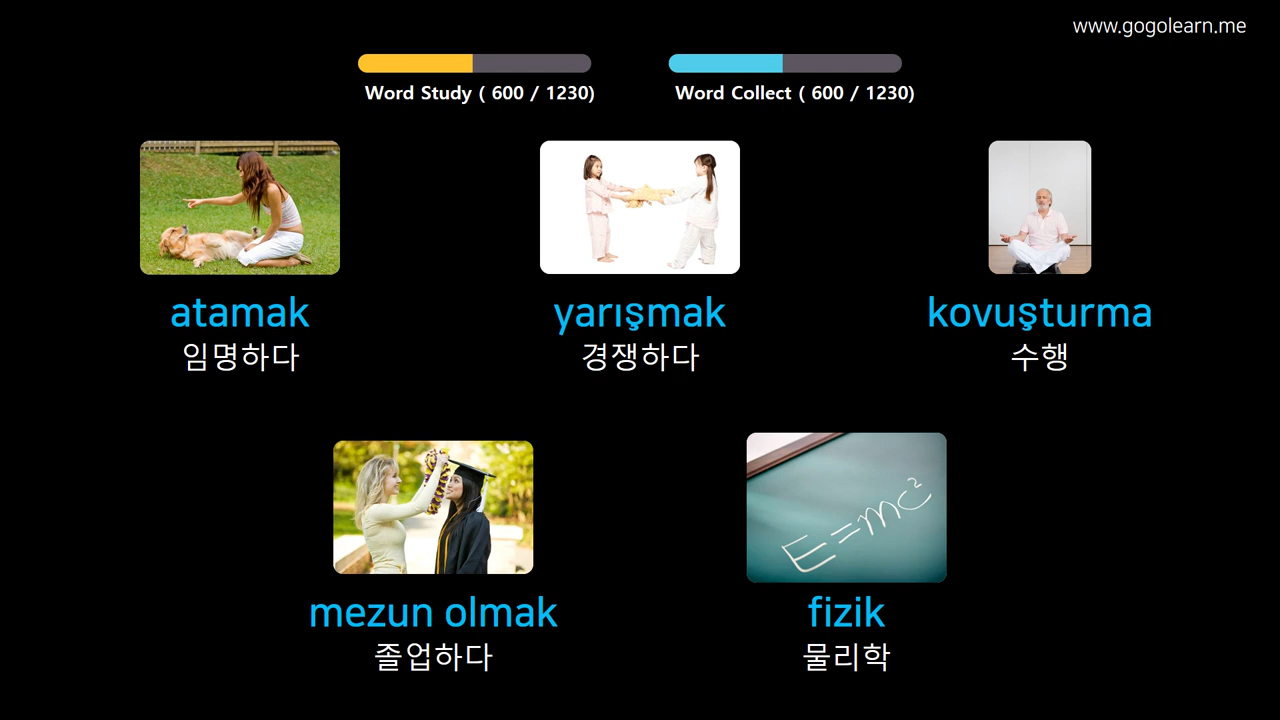 www.gogolearn.me
Word Study ( 600 / 1230)
Word Collect ( 600 / 1230)
atamak
임명하다
yarışmak
경쟁하다
kovuşturma
수행
mezun olmak
졸업하다
E=mc²
fizik
물리학